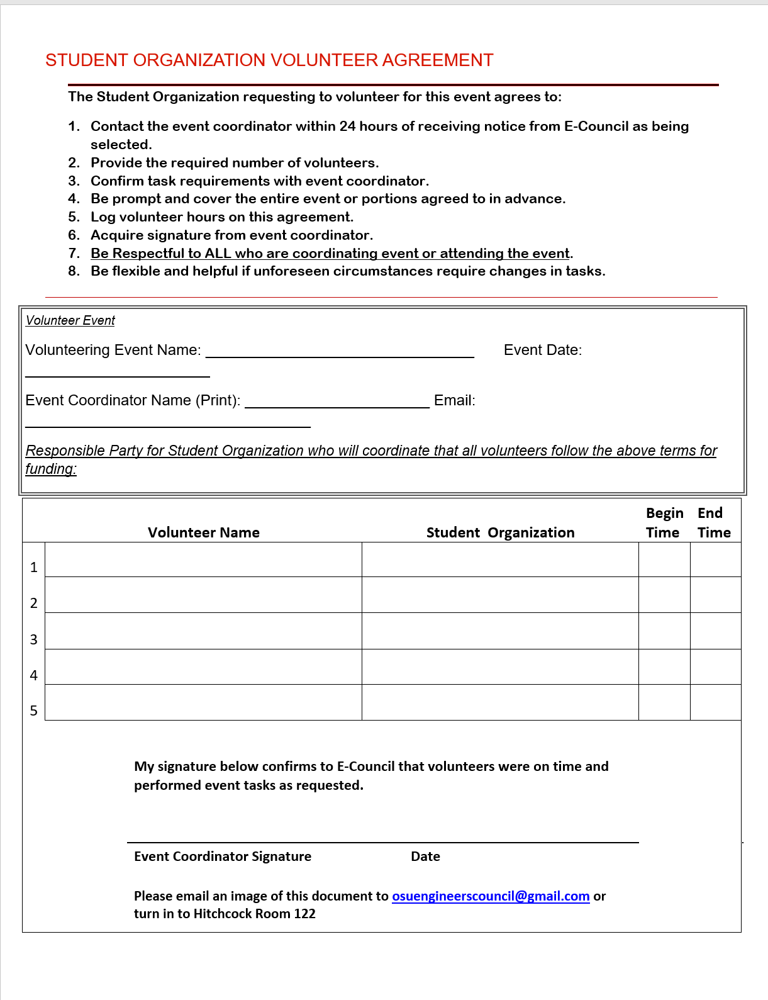 STUDENT ORGANIZATION VOLUNTEER AGREEMENT
The Student Organization requesting to volunteer for this event agrees to:
1. Contact the event coordinator within 24 hours of receiving notice from E-Council as being
selected.
2. Provide the required number of volunteers.
3. Confirm task requirements with event coordinator.
4. Be prompt and cover the entire event or portions agreed to in advance.
5. Log volunteer hours on this agreement.
6. Acquire signature from event coordinator.
7. Be Respectful to ALL who are coordinating event or attending the event.
8. Be flexible and helpful if unforeseen circumstances require changes in tasks.
Volunteer Event
Volunteering Event Name: ________________________________ Event Date:
______________________
Event Coordinator Name (Print): ______________________ Email:
__________________________________
Responsible Party for Student Organization who will coordinate that all volunteers follow the above terms for
funding:
Volunteer Name Student Organization Begin Time End Time
1
2
3
4
5
My signature below confirms to E-Council that volunteers were on time and
performed event tasks as requested.
Event Coordinator Signature Date
Please email an image of this document to osuengineerscouncil@gmail.com or
turn in to Hitchcock Room 122